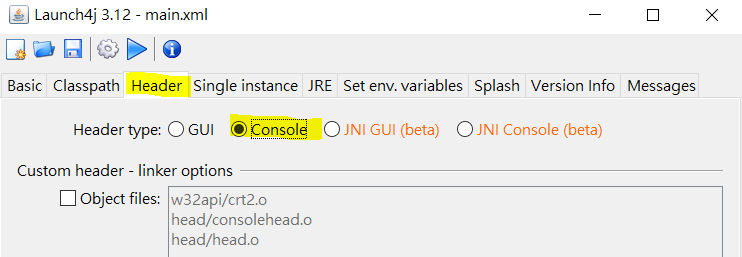 Launch4j 3.12 - main.xml
Basic Classpath Header Single instance JRE Set env. variables Splash Version Info Messages
Header type: GUI Console JNI GUI (beta) JNI Console (beta)
Custom header - linker options
Object files: w32api/crt2.o
head/consolehead.o
head/head.o